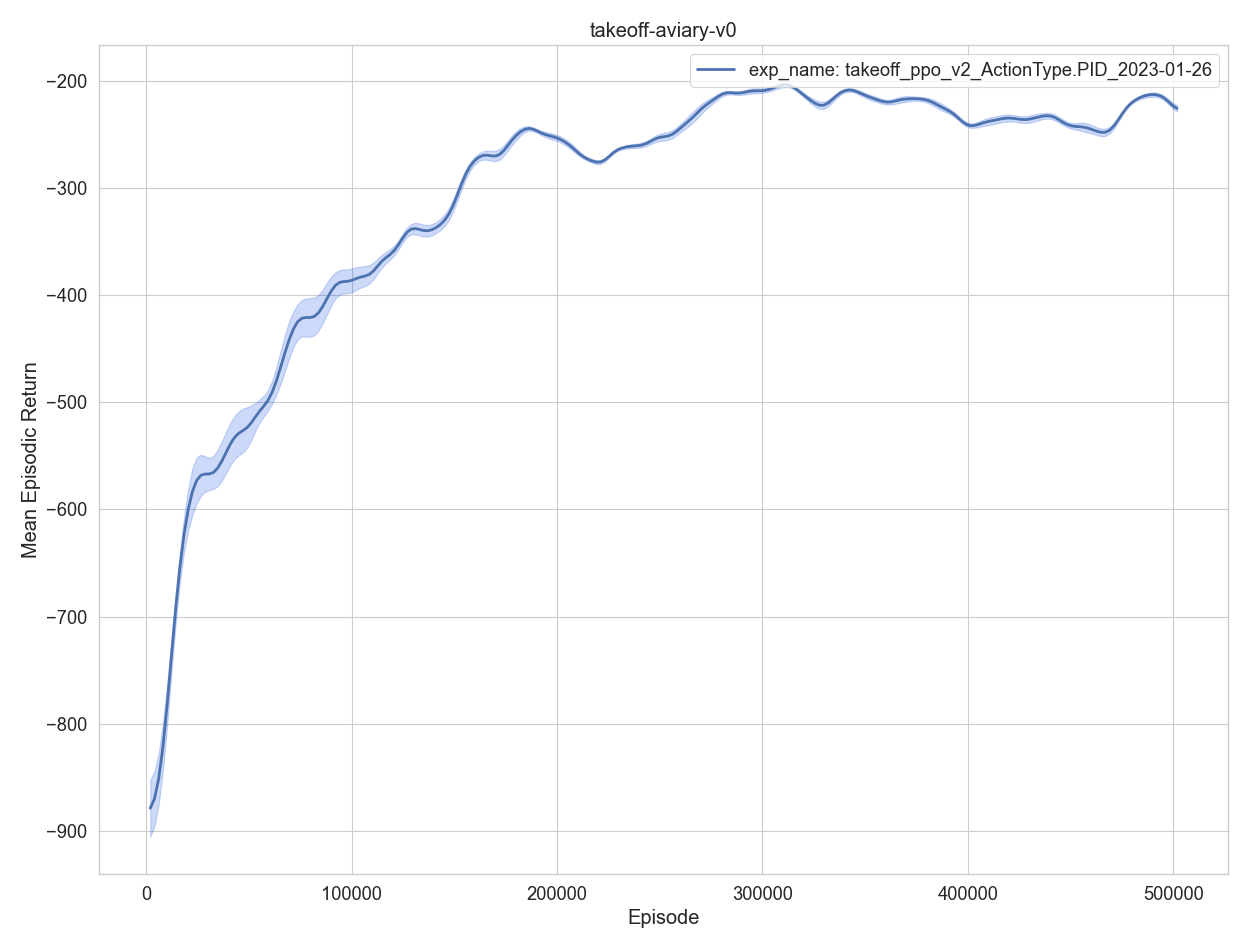 takeoff-aviary-v0
exp_name: takeoff_ppo_v2_ActionType.PID_2023-01-26
−200
−300
−400
−500
−600
−700
−800
−900
Mean Episodic Return
0 100000 200000 300000 400000 500000
Episode